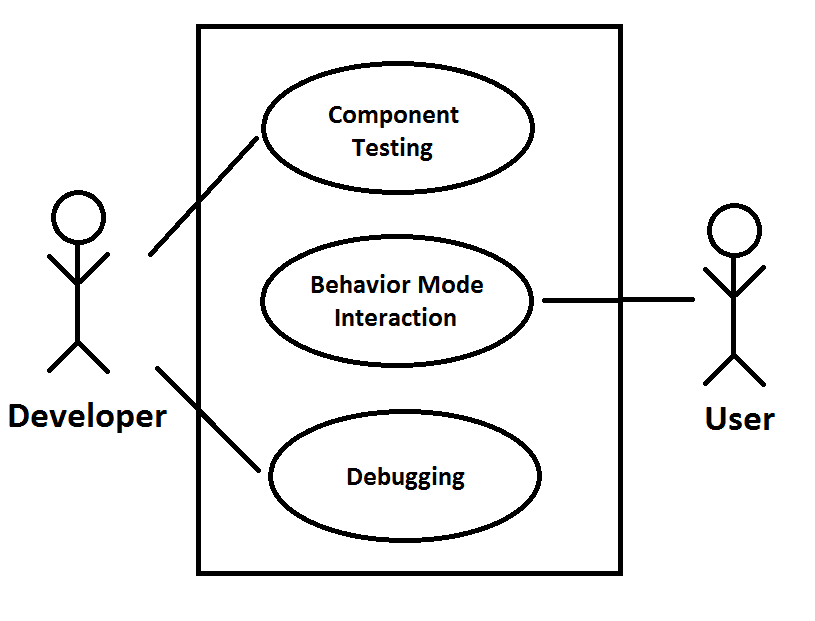 Component
Testing
Behavior Mode
Interaction
Developer
User
Debugging